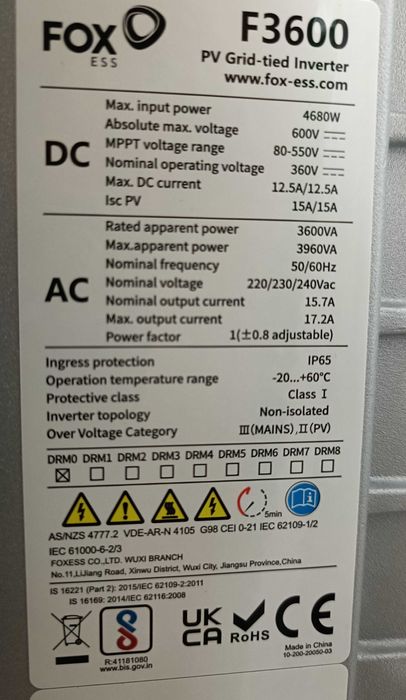 FOX
ESS
F3600
PV Grid-tied Inverter
www.fox-ess.com
DC
Max. input power 4680W
Absolute max. voltage 600V
MPPT voltage range 80-550V
Nominal operating voltage 360V
Max. DC current 12.5A/12.5A
Isc PV 15A/15A
AC
Rated apparent power 3600VA
Max.apparent power 3960VA
Nominal frequency 50/60Hz
Nominal voltage 220/230/240Vac
Nominal output current 15.7A
Max. output current 17.2A
Power factor 1(±0.8 adjustable)
Ingress protection IP65
Operation temperature range -20...+60℃
Protective class Class I
Inverter topology Non-isolated
Over Voltage Category III(MAINS),II(PV)
DRM0 DRM1 DRM2 DRM3 DRM4 DRM5 DRM6 DRM7 DRM8
5min
AS/NZS 4777.2 VDE-AR-N 4105 G98 CEI 0-21 IEC 62109-1/2
IEC 61000-6-2/3
FOXESS CO.,LTD. WUXI BRANCH
No.11,LiJiang Road, Xinwu District, Wuxi City, Jiangsu Province,China
IS 16221 (Part 2): 2015/IEC 62109-2:2011
IS 16169: 2014/IEC 62116:2008
R:41181080
www.bis.gov.in
UK
CA
RoHS
CE
Made in China
10-200-20050-03